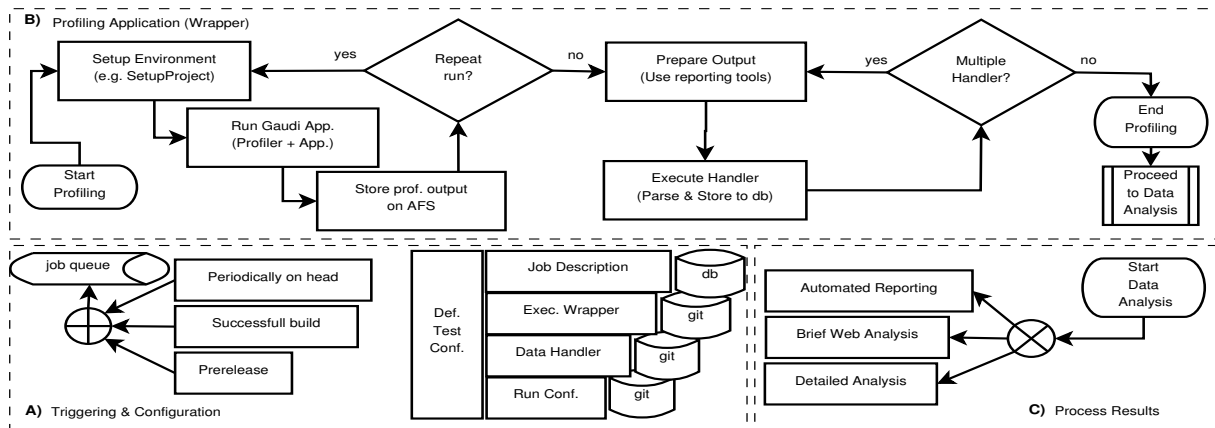 B) Profiling Application (Wrapper)
Setup Environment
(e.g. SetupProject)
yes
Repeat
run?
no
Prepare Output
(Use reporting tools)
yes
Multiple
Handler?
no
End
Profiling
Run Gaudi App.
(Profiler + App.)
Start
Profiling
Store prof. output
on AFS
Execute Handler
(Parse & Store to db)
Proceed
to Data
Analysis
job queue
Periodically on head
Successfull build
Prerelease
A) Triggering & Configuration
Def.
Test
Conf.
Job Description
db
Exec. Wrapper
git
Data Handler
git
Run Conf.
git
Automated Reporting
Brief Web Analysis
Detailed Analysis
Start
Data
Analysis
C) Process Results